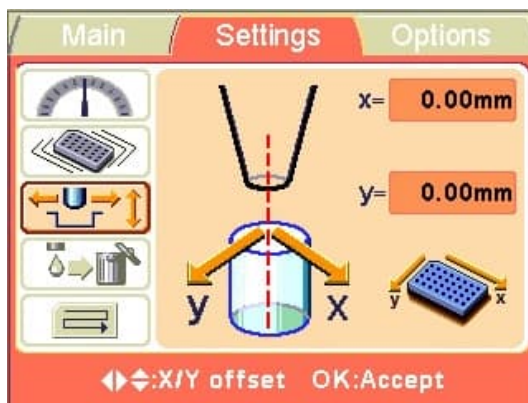 Main Settings Options
x= 0.00mm
y= 0.00mm
y x
y x
◀▶◆:X/Y offset OK:Accept